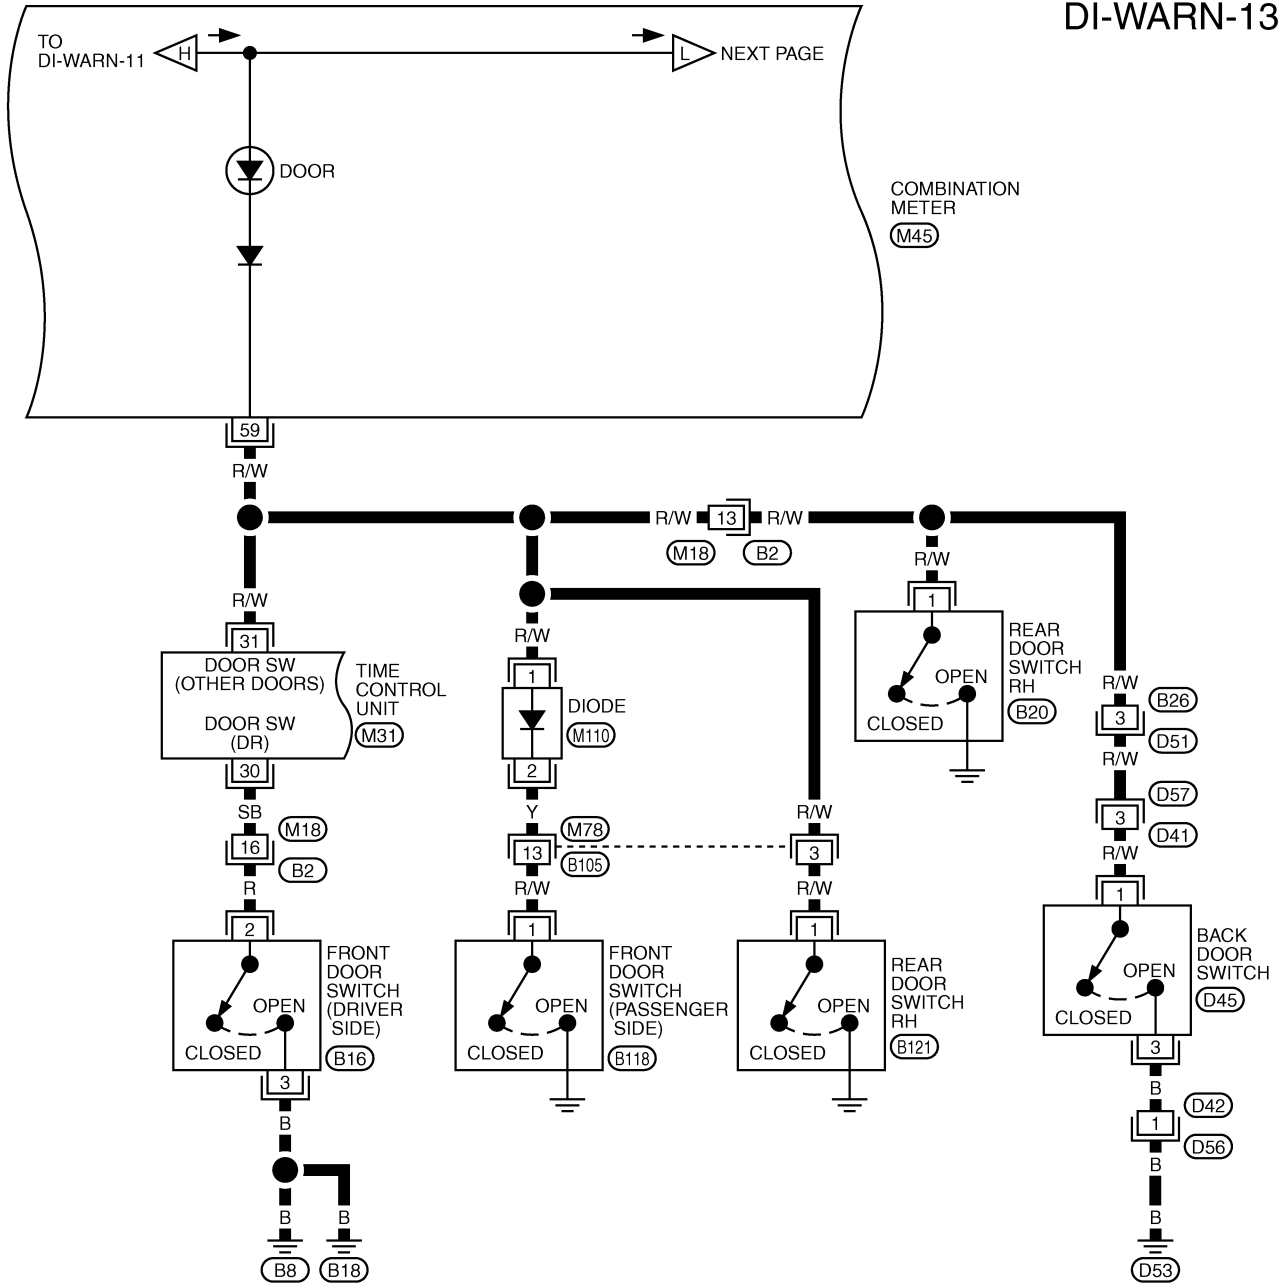 DI-WARN-13
TO
DI-WARN-11
H
L
NEXT PAGE
DOOR
COMBINATION
METER
M45
59
R/W
R/W
13
R/W
M18
B2
R/W
1
REAR
DOOR
SWITCH
RH
B20
OPEN
CLOSED
R/W
31
DOOR SW
(OTHER DOORS)
DOOR SW
(DR)
TIME
CONTROL
UNIT
M31
30
SB
M18
16
B2
R
2
FRONT
DOOR
SWITCH
(DRIVER
SIDE)
B16
OPEN
CLOSED
3
B
B
B
B8
B18
R/W
1
DIODE
M110
2
Y
M78
13
B105
R/W
1
FRONT
DOOR
SWITCH
(PASSENGER
SIDE)
B118
OPEN
CLOSED
R/W
3
R/W
1
REAR
DOOR
SWITCH
RH
B121
OPEN
CLOSED
R/W
B26
3
D51
R/W
D57
3
D41
R/W
1
BACK
DOOR
SWITCH
D45
OPEN
CLOSED
3
B
D42
1
D56
B
B
D53